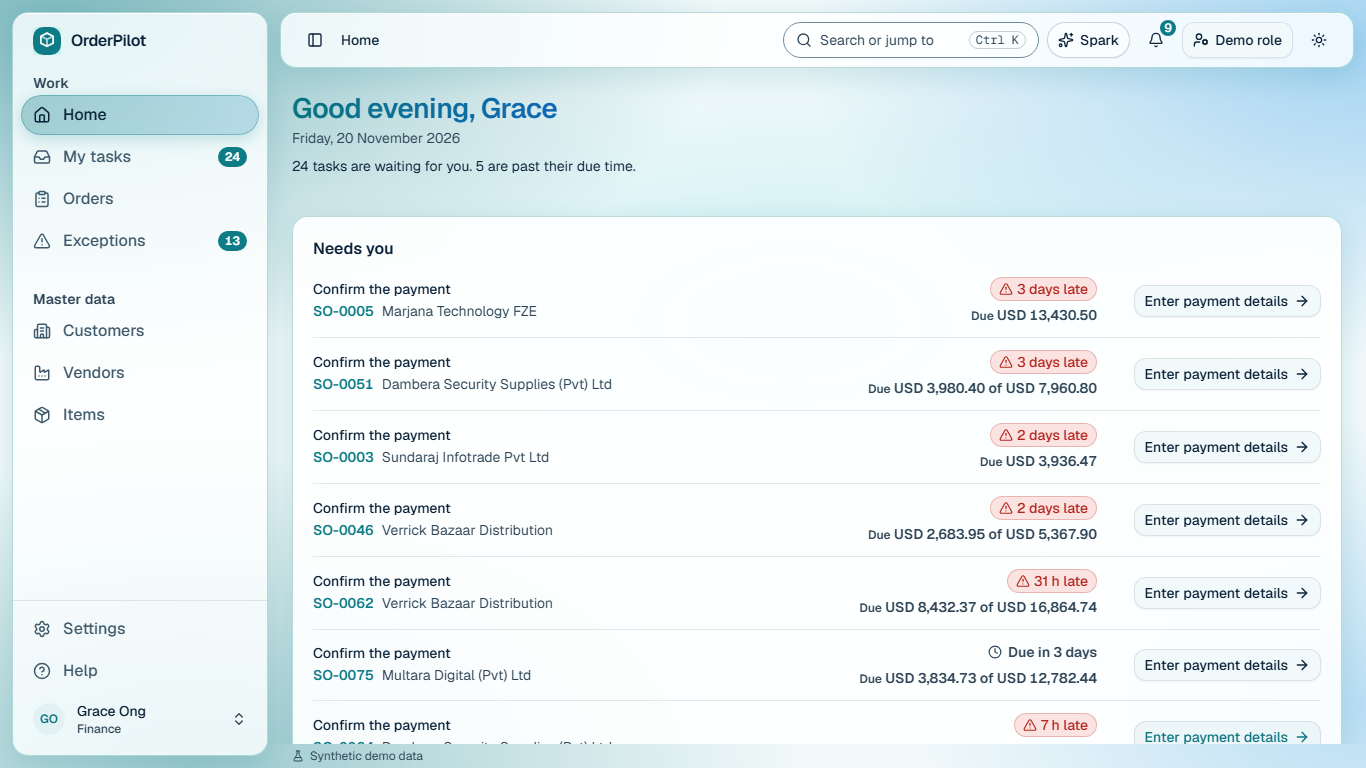 OrderPilot
Work
Home
My tasks 24
Orders
Exceptions 13
Master data
Customers
Vendors
Items
Settings
Help
GO Grace Ong
Finance
Home
Search or jump to Ctrl K
Spark
9
Demo role
Good evening, Grace
Friday, 20 November 2026
24 tasks are waiting for you. 5 are past their due time.
Needs you
Confirm the payment
SO-0005 Marjana Technology FZE
3 days late
Due USD 13,430.50
Enter payment details
Confirm the payment
SO-0051 Dambera Security Supplies (Pvt) Ltd
3 days late
Due USD 3,980.40 of USD 7,960.80
Enter payment details
Confirm the payment
SO-0003 Sundaraj Infotrade Pvt Ltd
2 days late
Due USD 3,936.47
Enter payment details
Confirm the payment
SO-0046 Verrick Bazaar Distribution
2 days late
Due USD 2,683.95 of USD 5,367.90
Enter payment details
Confirm the payment
SO-0062 Verrick Bazaar Distribution
31 h late
Due USD 8,432.37 of USD 16,864.74
Enter payment details
Confirm the payment
SO-0075 Multara Digital (Pvt) Ltd
Due in 3 days
Due USD 3,834.73 of USD 12,782.44
Enter payment details
Confirm the payment
7 h late
Enter payment details
Synthetic demo data